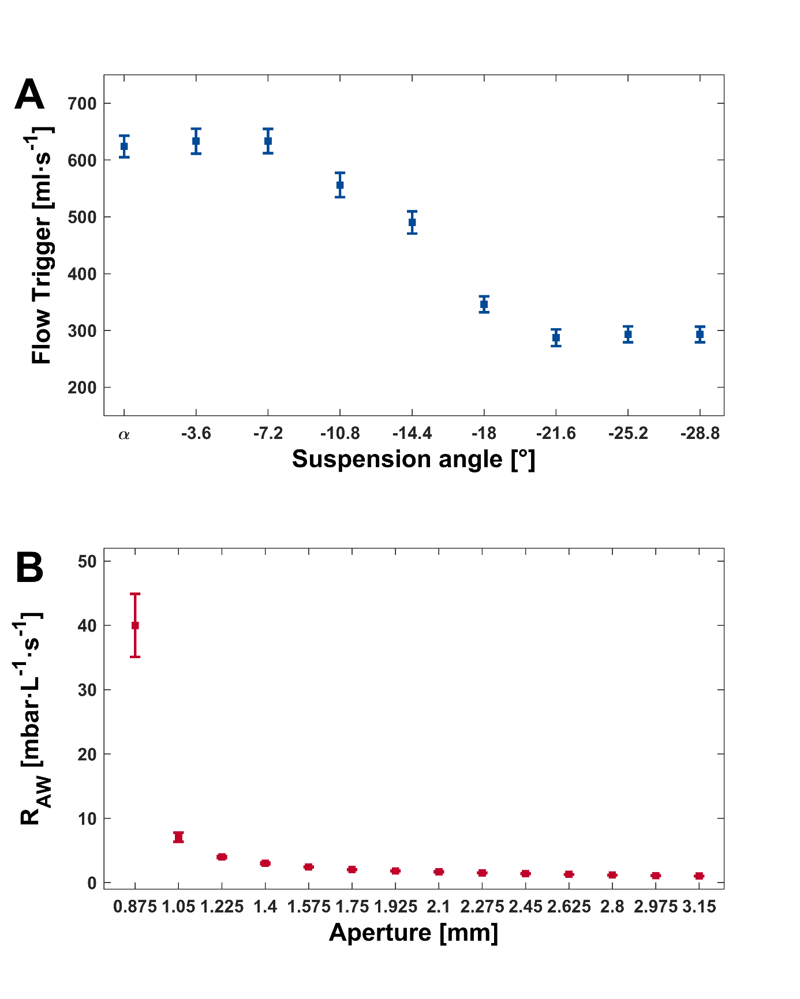 A
Flow Trigger [ml·s⁻¹]
700
600
500
400
300
200
α -3.6 -7.2 -10.8 -14.4 -18 -21.6 -25.2 -28.8
Suspension angle [°]
B
R_AW [mbar·L⁻¹·s⁻¹]
50
40
30
20
10
0
0.875 1.05 1.225 1.4 1.575 1.75 1.925 2.1 2.275 2.45 2.625 2.8 2.975 3.15
Aperture [mm]